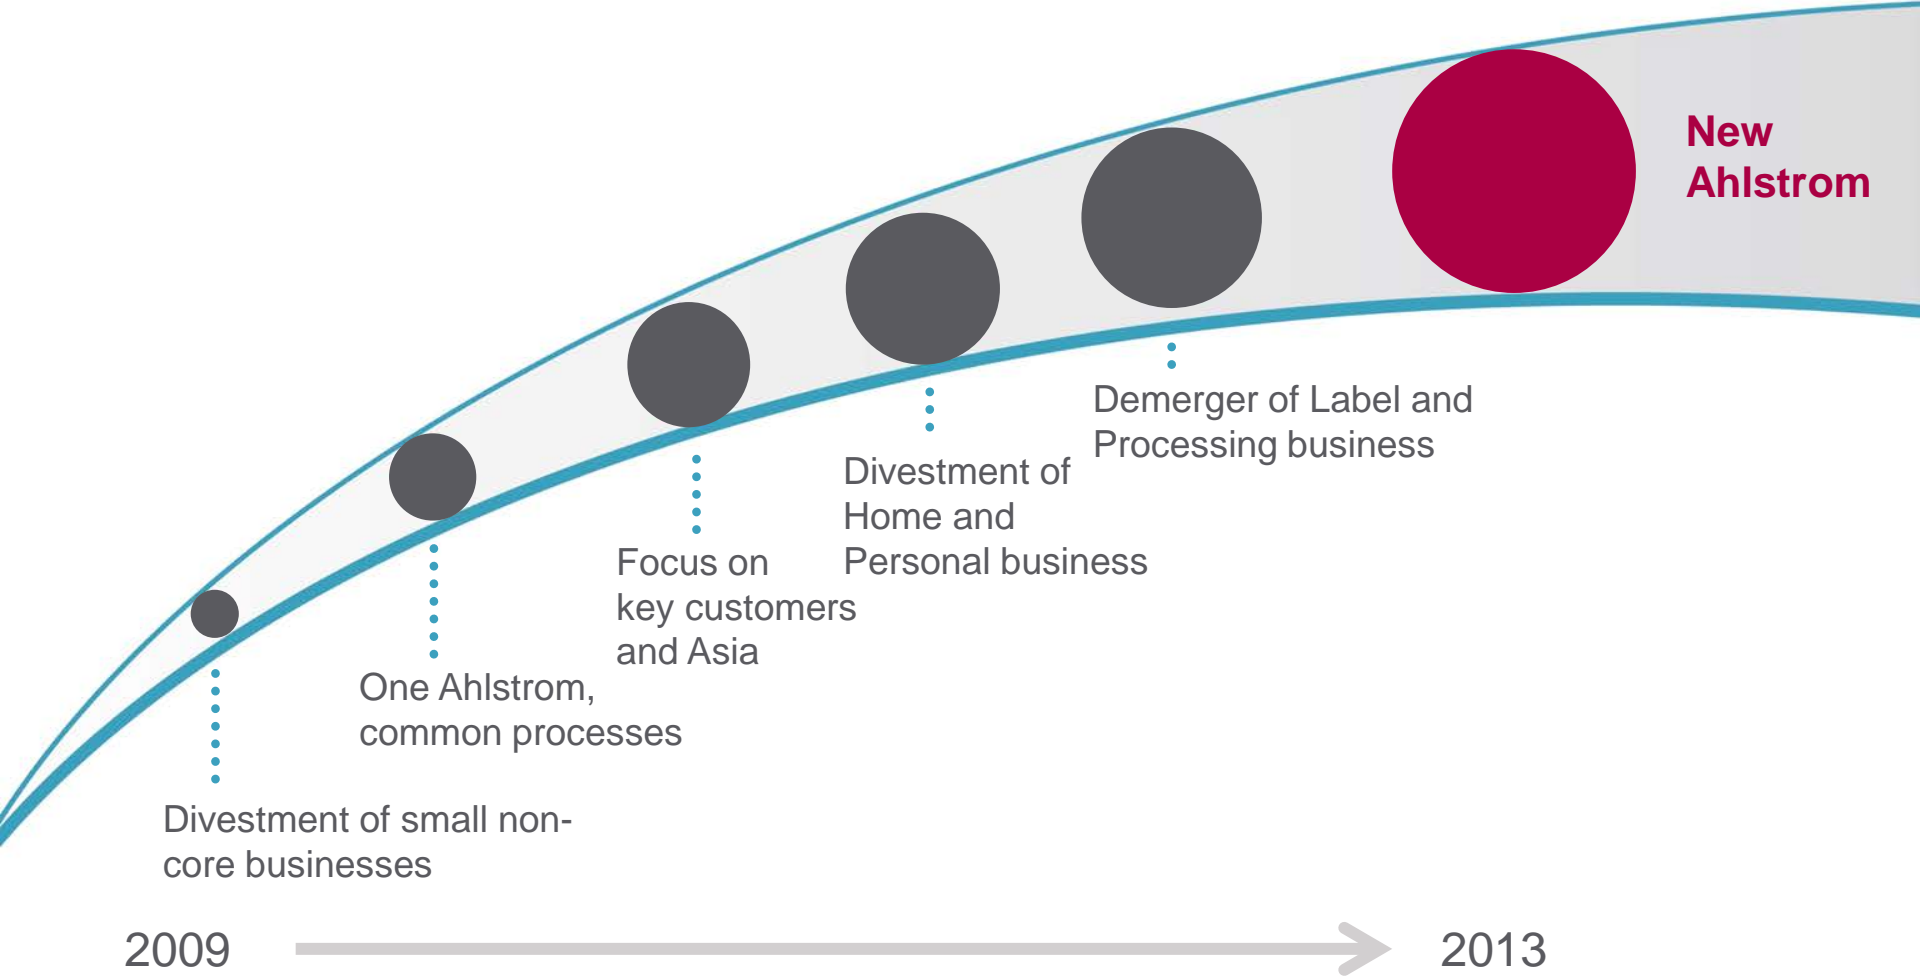 New
Ahlstrom
Demerger of Label and
Processing business
Divestment of
Home and
Personal business
Focus on
key customers
and Asia
One Ahlstrom,
common processes
Divestment of small non-
core businesses
2009
2013